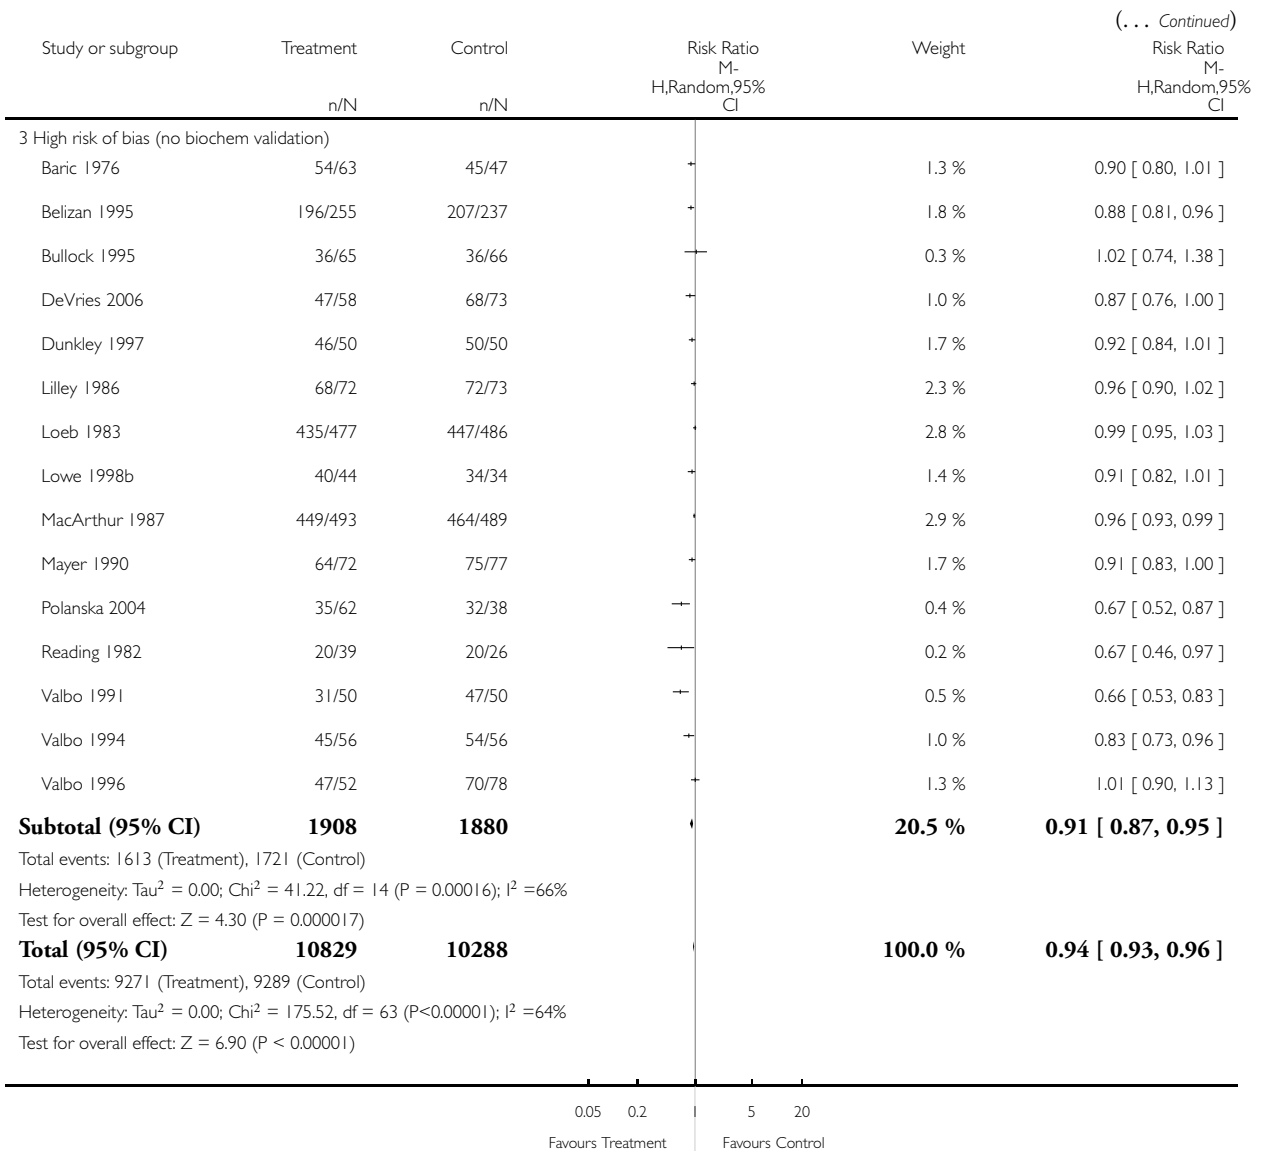 (... Continued)
Study or subgroup Treatment Control Risk Ratio Weight Risk Ratio
M- M-
H,Random,95% H,Random,95%
n/N n/N CI CI
3 High risk of bias (no biochem validation)
Baric 1976 54/63 45/47 1.3 % 0.90 [ 0.80, 1.01 ]
Belizan 1995 196/255 207/237 1.8 % 0.88 [ 0.81, 0.96 ]
Bullock 1995 36/65 36/66 0.3 % 1.02 [ 0.74, 1.38 ]
DeVries 2006 47/58 68/73 1.0 % 0.87 [ 0.76, 1.00 ]
Dunkley 1997 46/50 50/50 1.7 % 0.92 [ 0.84, 1.01 ]
Lilley 1986 68/72 72/73 2.3 % 0.96 [ 0.90, 1.02 ]
Loeb 1983 435/477 447/486 2.8 % 0.99 [ 0.95, 1.03 ]
Lowe 1998b 40/44 34/34 1.4 % 0.91 [ 0.82, 1.01 ]
MacArthur 1987 449/493 464/489 2.9 % 0.96 [ 0.93, 0.99 ]
Mayer 1990 64/72 75/77 1.7 % 0.91 [ 0.83, 1.00 ]
Polanska 2004 35/62 32/38 0.4 % 0.67 [ 0.52, 0.87 ]
Reading 1982 20/39 20/26 0.2 % 0.67 [ 0.46, 0.97 ]
Valbo 1991 31/50 47/50 0.5 % 0.66 [ 0.53, 0.83 ]
Valbo 1994 45/56 54/56 1.0 % 0.83 [ 0.73, 0.96 ]
Valbo 1996 47/52 70/78 1.3 % 1.01 [ 0.90, 1.13 ]
Subtotal (95% CI) 1908 1880 20.5 % 0.91 [ 0.87, 0.95 ]
Total events: 1613 (Treatment), 1721 (Control)
Heterogeneity: Tau² = 0.00; Chi² = 41.22, df = 14 (P = 0.00016); I² =66%
Test for overall effect: Z = 4.30 (P = 0.000017)
Total (95% CI) 10829 10288 100.0 % 0.94 [ 0.93, 0.96 ]
Total events: 9271 (Treatment), 9289 (Control)
Heterogeneity: Tau² = 0.00; Chi² = 175.52, df = 63 (P<0.00001); I² =64%
Test for overall effect: Z = 6.90 (P < 0.00001)
0.05 0.2 1 5 20
Favours Treatment Favours Control